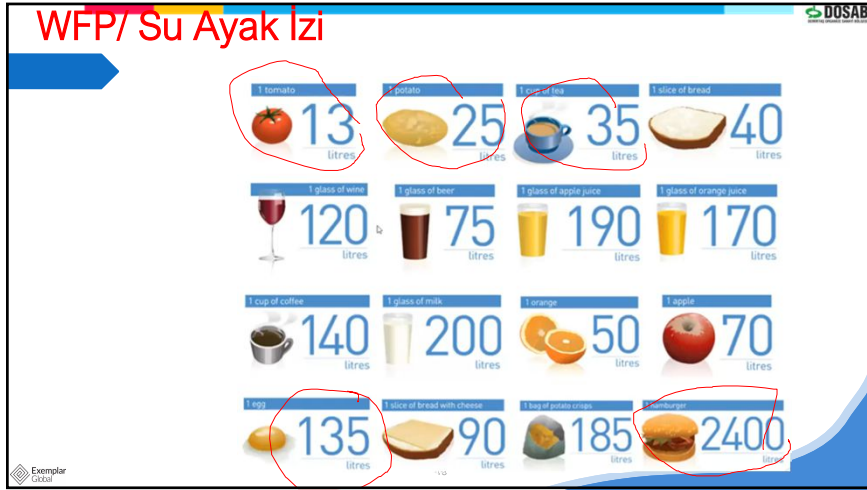 WFP/ Su Ayak İzi
DOSAB
1 tomato
13
litres
1 potato
25
litres
1 cup of tea
35
litres
1 slice of bread
40
litres
1 glass of wine
120
litres
1 glass of beer
75
litres
1 glass of apple juice
190
litres
1 glass of orange juice
170
litres
1 cup of coffee
140
litres
1 glass of milk
200
litres
1 orange
50
litres
1 apple
70
litres
1 egg
135
litres
1 slice of bread with cheese
90
litres
1 bag of potato crisps
185
litres
1 hamburger
2400
litres
Exemplar
Global